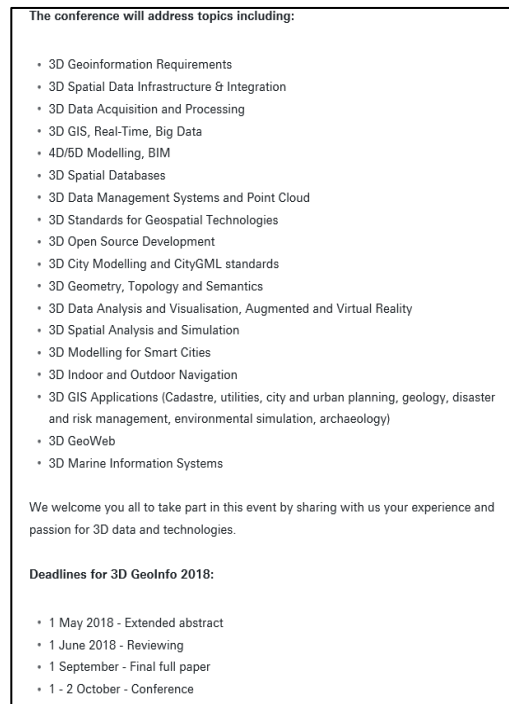 The conference will address topics including:
• 3D Geoinformation Requirements
• 3D Spatial Data Infrastructure & Integration
• 3D Data Acquisition and Processing
• 3D GIS, Real-Time, Big Data
• 4D/5D Modelling, BIM
• 3D Spatial Databases
• 3D Data Management Systems and Point Cloud
• 3D Standards for Geospatial Technologies
• 3D Open Source Development
• 3D City Modelling and CityGML standards
• 3D Geometry, Topology and Semantics
• 3D Data Analysis and Visualisation, Augmented and Virtual Reality
• 3D Spatial Analysis and Simulation
• 3D Modelling for Smart Cities
• 3D Indoor and Outdoor Navigation
• 3D GIS Applications (Cadastre, utilities, city and urban planning, geology, disaster
and risk management, environmental simulation, archaeology)
• 3D GeoWeb
• 3D Marine Information Systems
We welcome you all to take part in this event by sharing with us your experience and
passion for 3D data and technologies.
Deadlines for 3D GeoInfo 2018:
• 1 May 2018 - Extended abstract
• 1 June 2018 - Reviewing
• 1 September - Final full paper
• 1 - 2 October - Conference